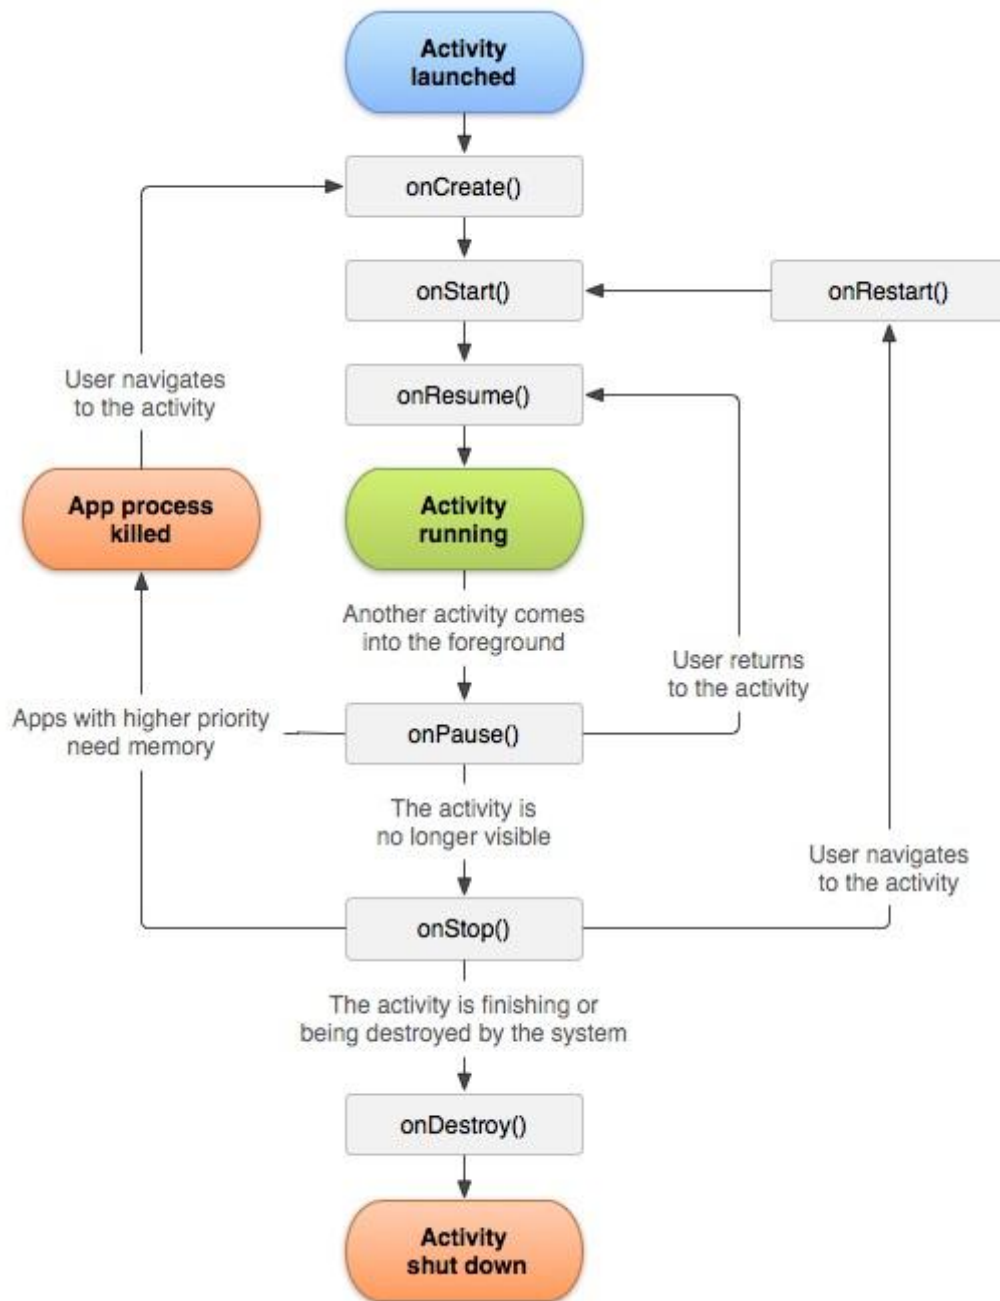 Activity
launched
onCreate()
onStart()
onRestart()
User navigates
to the activity
onResume()
App process
killed
Activity
running
Another activity comes
into the foreground
User returns
to the activity
Apps with higher priority
need memory
onPause()
The activity is
no longer visible
User navigates
to the activity
onStop()
The activity is finishing or
being destroyed by the system
onDestroy()
Activity
shut down